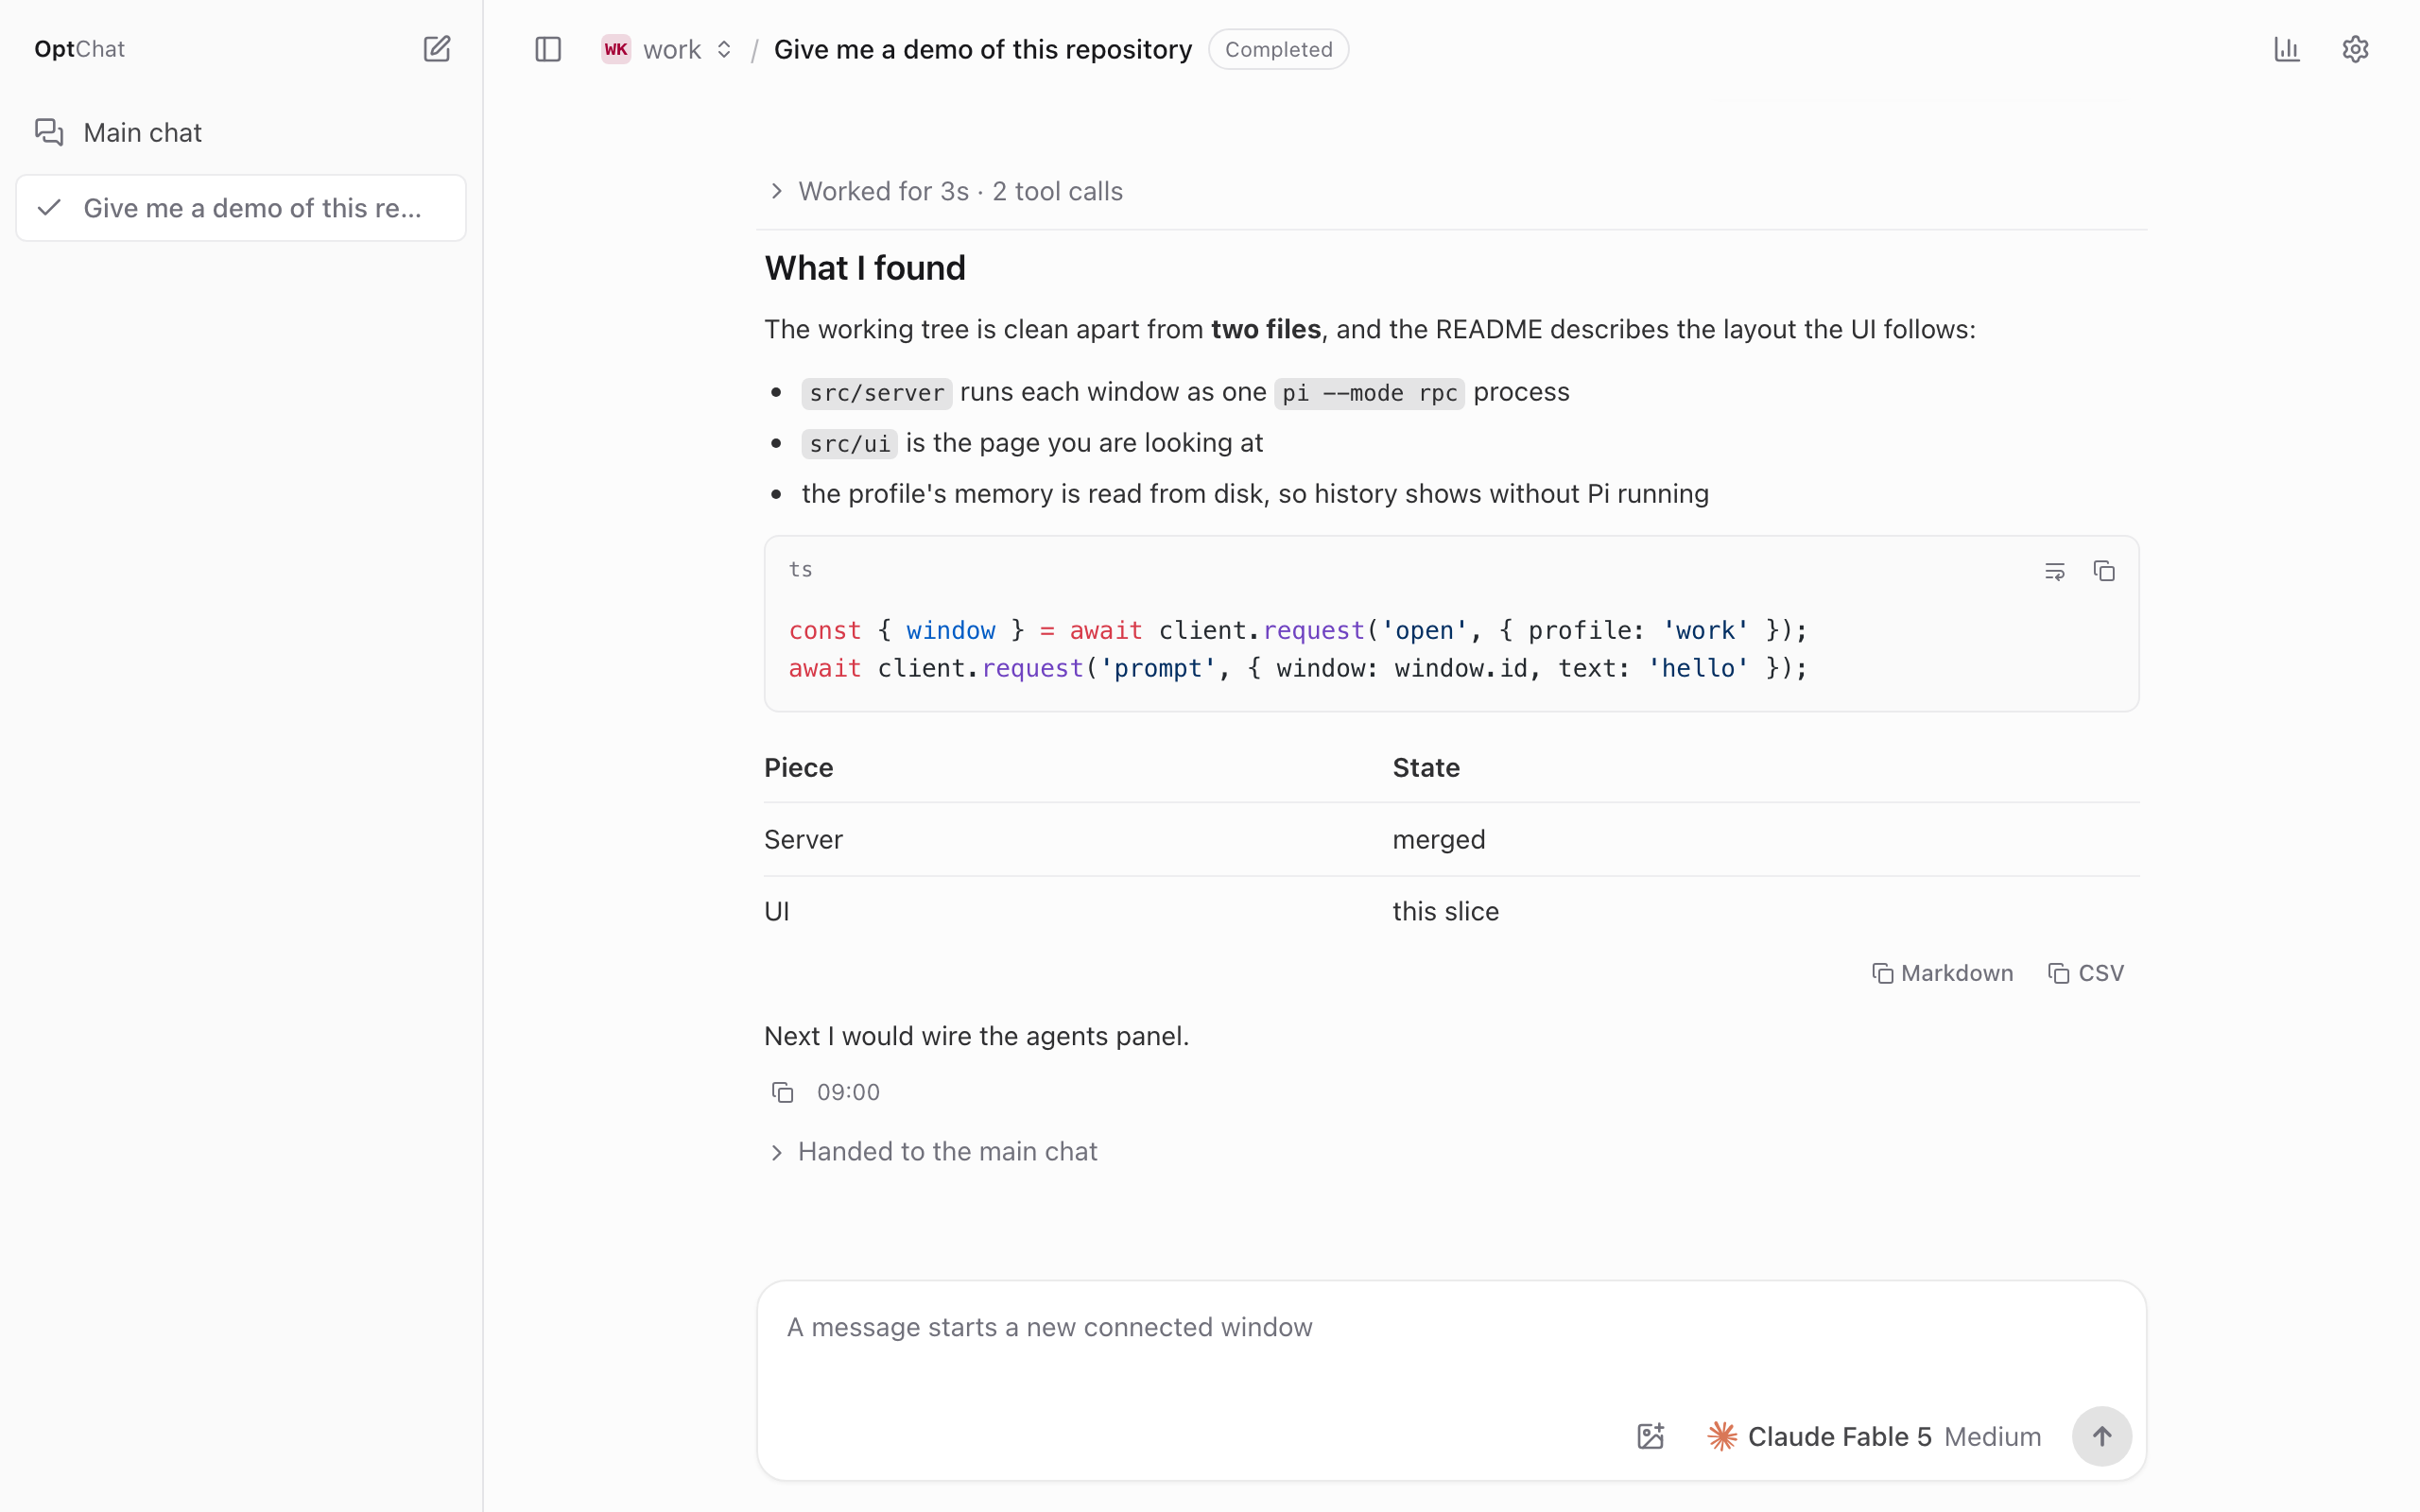 OptChat
Main chat
Give me a demo of this re...
WK work / Give me a demo of this repository Completed
Worked for 3s · 2 tool calls
What I found
The working tree is clean apart from two files, and the README describes the layout the UI follows:
src/server runs each window as one pi --mode rpc process
src/ui is the page you are looking at
the profile's memory is read from disk, so history shows without Pi running
ts
const { window } = await client.request('open', { profile: 'work' });
await client.request('prompt', { window: window.id, text: 'hello' });
Piece State
Server merged
UI this slice
Markdown CSV
Next I would wire the agents panel.
09:00
Handed to the main chat
A message starts a new connected window
Claude Fable 5 Medium